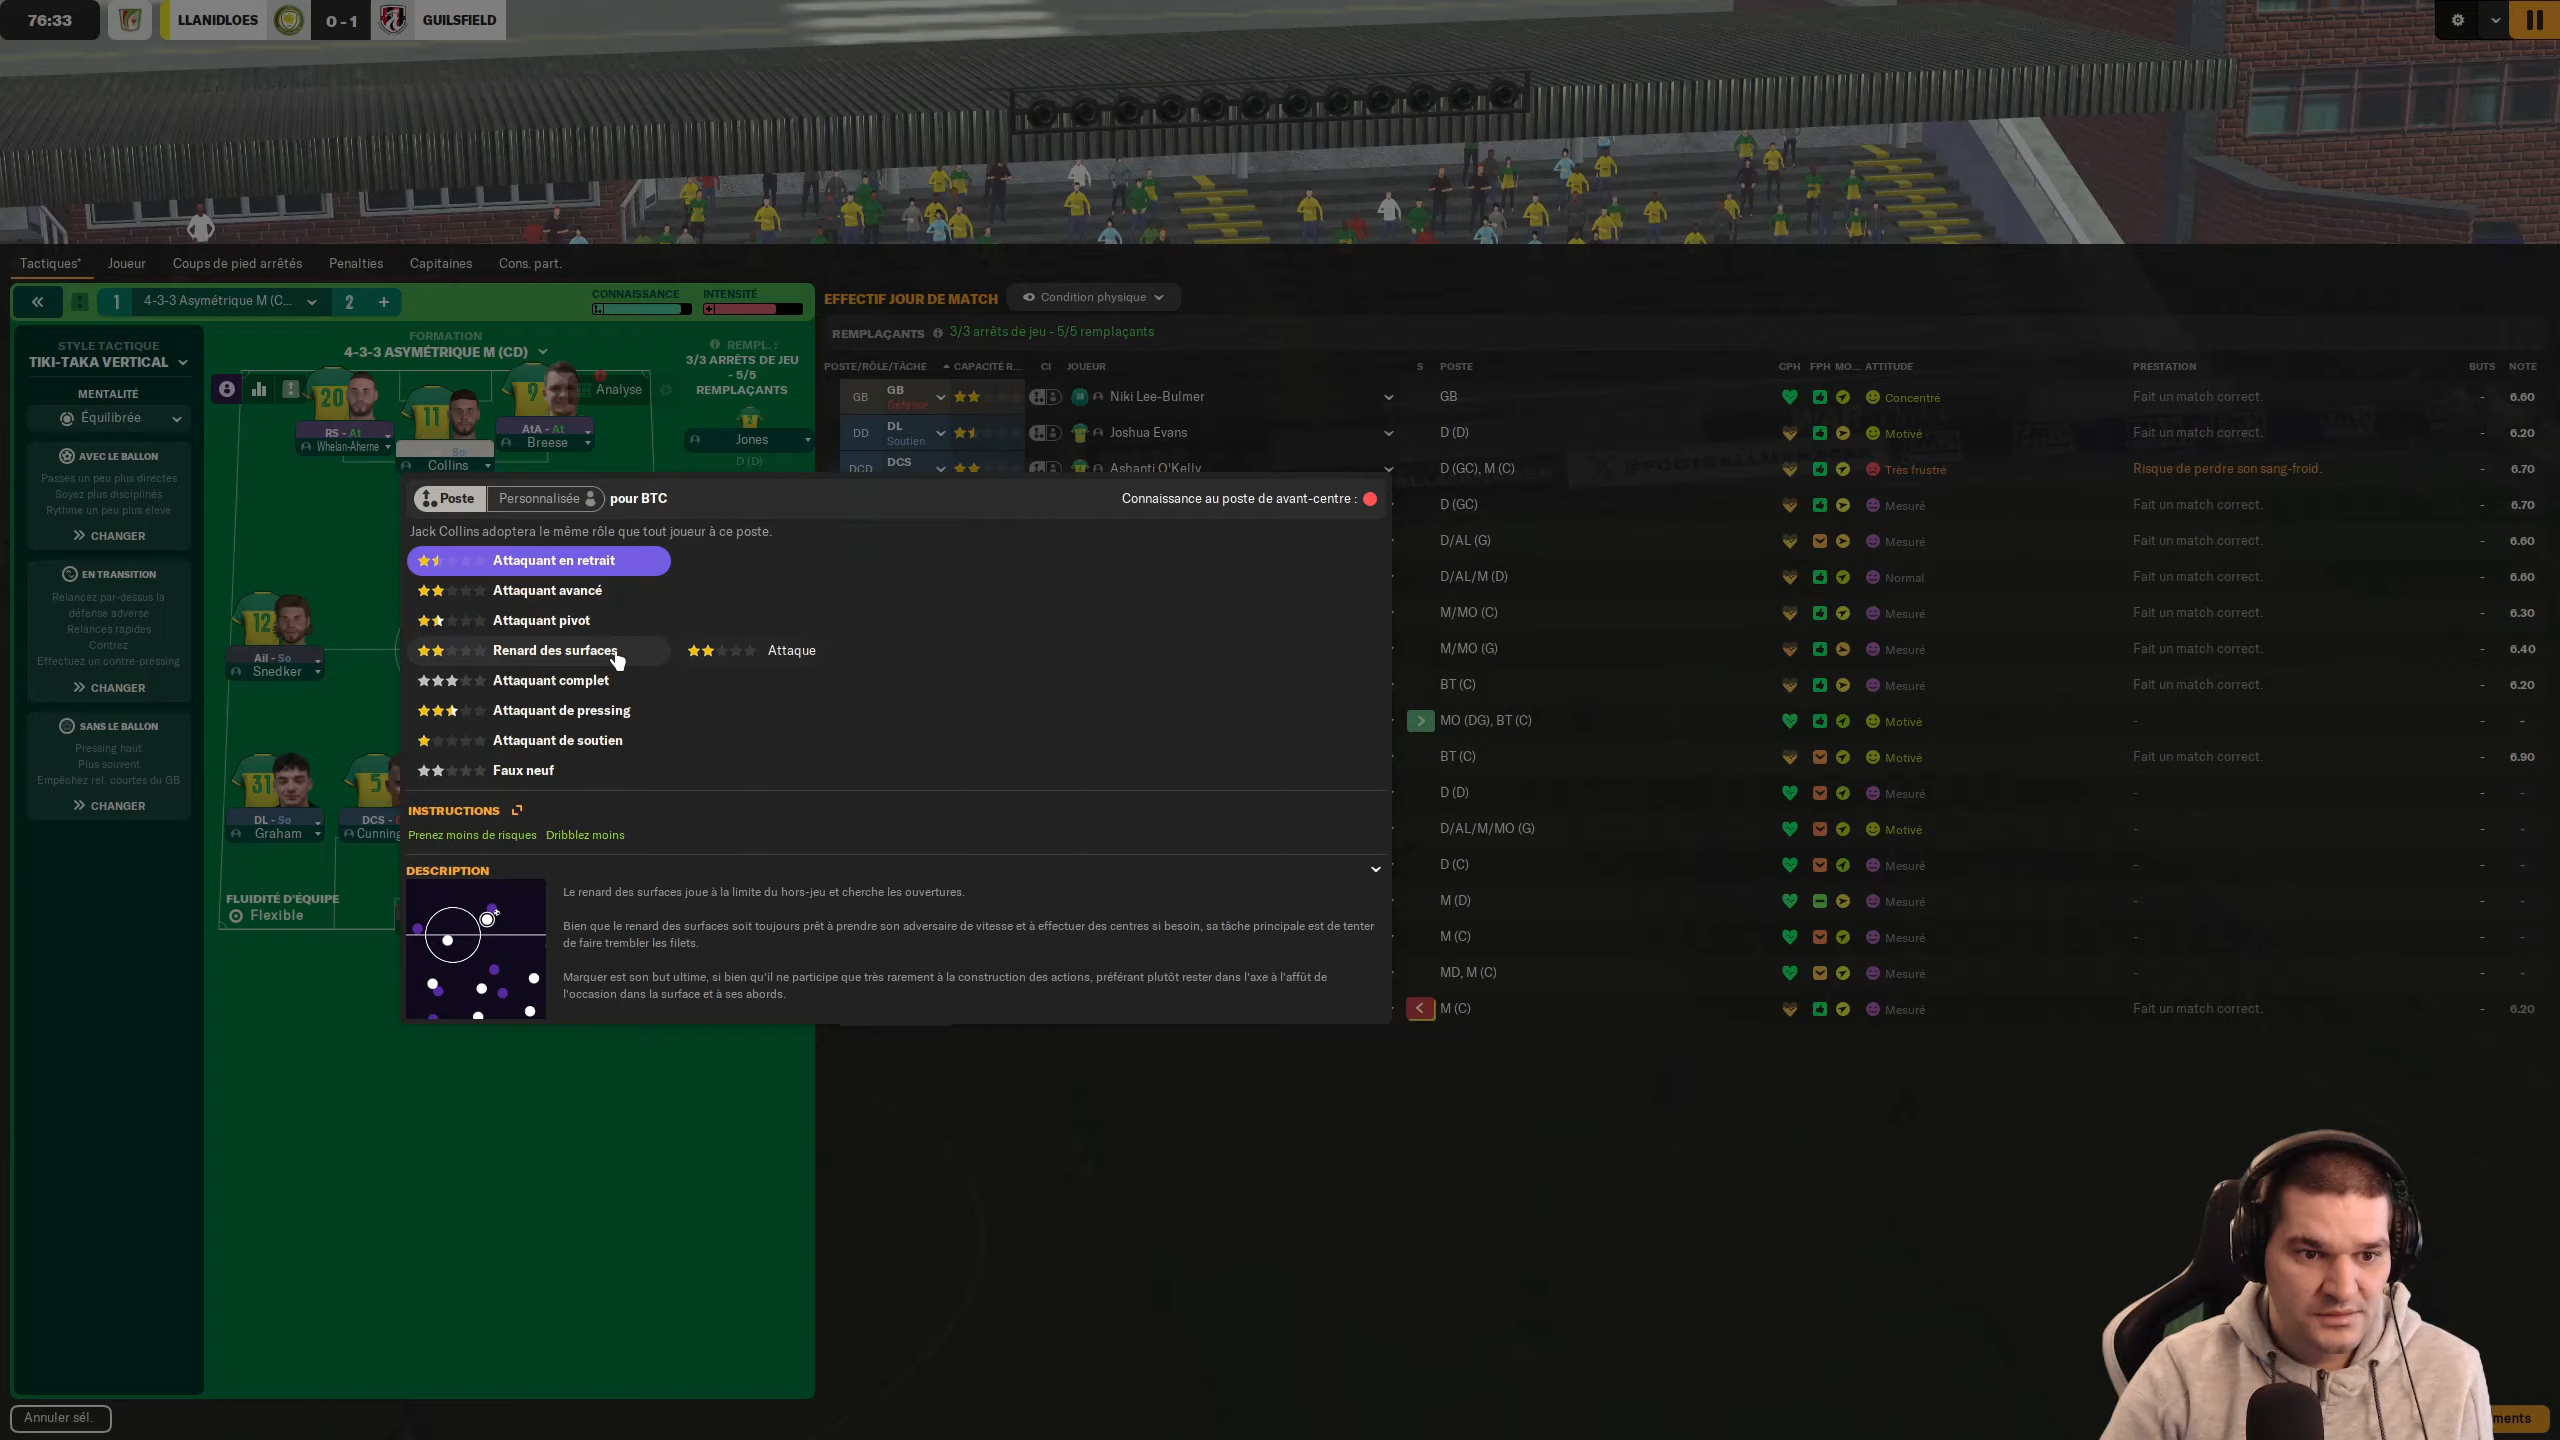 76:33
LLANIDLOES
0 - 1
GUILSFIELD
Tactiques*
Joueur
Coups de pied arrêtés
Penalties
Capitaines
Cons. part.
1
4-3-3 Asymétrique M (C...
2
+
CONNAISSANCE
INTENSITÉ
STYLE TACTIQUE
TIKI-TAKA VERTICAL
MENTALITÉ
Équilibrée
AVEC LE BALLON
Passes un peu plus directes
Soyez plus disciplinés
Rythme un peu plus élevé
CHANGER
EN TRANSITION
Relancez par-dessus la
défense adverse
Relances rapides
Contrez
Effectuez un contre-pressing
CHANGER
SANS LE BALLON
Pressing haut
Plus souvent
Empêchez rel. courtes du GB
CHANGER
FORMATION
4-3-3 ASYMÉTRIQUE M (CD)
REMPL. :
3/3 ARRÊTS DE JEU
- 5/5
REMPLAÇANTS
Analyse
20
RS - At
Whelan-Aherne
11
So
Collins
9
AtA - At
Breese
Jones
D (D)
12
Ail - So
Snedker
31
DL - So
Graham
5
DCS -
Cunning
FLUIDITÉ D'ÉQUIPE
Flexible
Annuler sél.
EFFECTIF JOUR DE MATCH
Condition physique
REMPLAÇANTS
3/3 arrêts de jeu - 5/5 remplaçants
POSTE/RÔLE/TÂCHE
CAPACITÉ R...
CI
JOUEUR
S
POSTE
CPH
FPH
MO...
ATTITUDE
PRESTATION
BUTS
NOTE
GB
GB
Défense
Niki Lee-Bulmer
GB
Concentré
Fait un match correct.
-
6.60
DD
DL
Soutien
Joshua Evans
D (D)
Motivé
Fait un match correct.
-
6.20
DCD
DCS
Ashanti O'Kelly
D (GC), M (C)
Très frustré
Risque de perdre son sang-froid.
-
6.70
D (GC)
Mesuré
Fait un match correct.
-
6.70
D/AL (G)
Mesuré
Fait un match correct.
-
6.60
D/AL/M (D)
Normal
Fait un match correct.
-
6.60
M/MO (C)
Mesuré
Fait un match correct.
-
6.30
M/MO (G)
Mesuré
Fait un match correct.
-
6.40
BT (C)
Mesuré
Fait un match correct.
-
6.20
MO (DG), BT (C)
Motivé
-
-
-
BT (C)
Motivé
Fait un match correct.
-
6.90
D (D)
Mesuré
-
-
-
D/AL/M/MO (G)
Motivé
-
-
-
D (C)
Mesuré
-
-
-
M (D)
Mesuré
-
-
-
M (C)
Mesuré
-
-
-
MD, M (C)
Mesuré
-
-
-
M (C)
Mesuré
Fait un match correct.
-
6.20
Poste
Personnalisée
pour BTC
Connaissance au poste de avant-centre :
Jack Collins adoptera le même rôle que tout joueur à ce poste.
Attaquant en retrait
Attaquant avancé
Attaquant pivot
Renard des surfaces
Attaque
Attaquant complet
Attaquant de pressing
Attaquant de soutien
Faux neuf
INSTRUCTIONS
Prenez moins de risques
Dribblez moins
DESCRIPTION
Le renard des surfaces joue à la limite du hors-jeu et cherche les ouvertures.
Bien que le renard des surfaces soit toujours prêt à prendre son adversaire de vitesse et à effectuer des centres si besoin, sa tâche principale est de tenter
de faire trembler les filets.
Marquer est son but ultime, si bien qu'il ne participe que très rarement à la construction des actions, préférant plutôt rester dans l'axe à l'affût de
l'occasion dans la surface et à ses abords.
ments